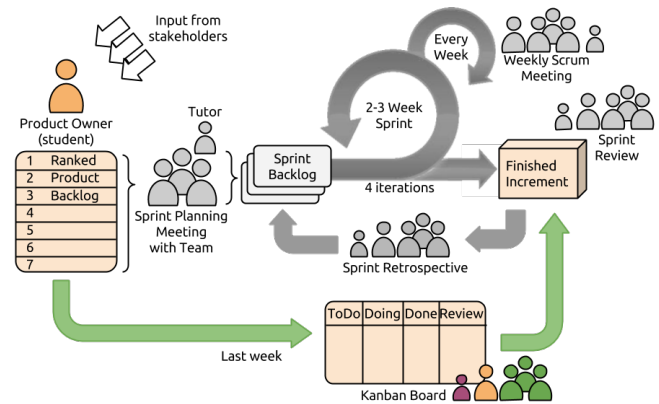 Input from
stakeholders
Every
Week
Weekly Scrum
Meeting
Product Owner
(student)
Tutor
2-3 Week
Sprint
Sprint
Review
1 Ranked
2 Product
3 Backlog
4
5
6
7
Sprint Planning
Meeting
with Team
Sprint
Backlog
4 iterations
Finished
Increment
Sprint Retrospective
Last week
ToDo Doing Done Review
Kanban Board